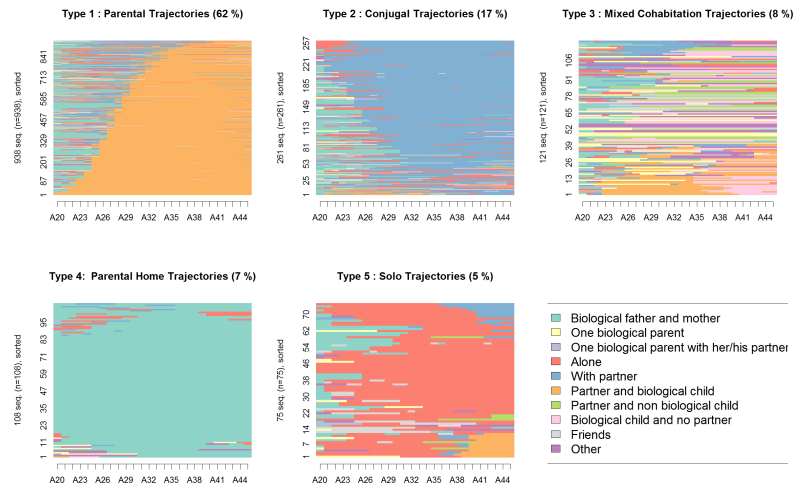 Type 1 : Parental Trajectories (62 %)
Type 2 : Conjugal Trajectories (17 %)
Type 3 : Mixed Cohabitation Trajectories (8 %)
938 seq. (n=938), sorted
1 87 201 329 457 585 713 841
A20 A23 A26 A29 A32 A35 A38 A41 A44
261 seq. (n=261), sorted
1 25 53 81 113 149 185 221 257
A20 A23 A26 A29 A32 A35 A38 A41 A44
121 seq. (n=121), sorted
1 13 26 39 52 65 78 91 106
A20 A23 A26 A29 A32 A35 A38 A41 A44
Type 4: Parental Home Trajectories (7 %)
Type 5 : Solo Trajectories (5 %)
108 seq. (n=108), sorted
1 11 23 35 47 59 71 83 95
A20 A23 A26 A29 A32 A35 A38 A41 A44
75 seq. (n=75), sorted
1 7 14 22 30 38 46 54 62 70
A20 A23 A26 A29 A32 A35 A38 A41 A44
Biological father and mother
One biological parent
One biological parent with her/his partner
Alone
With partner
Partner and biological child
Partner and non biological child
Biological child and no partner
Friends
Other